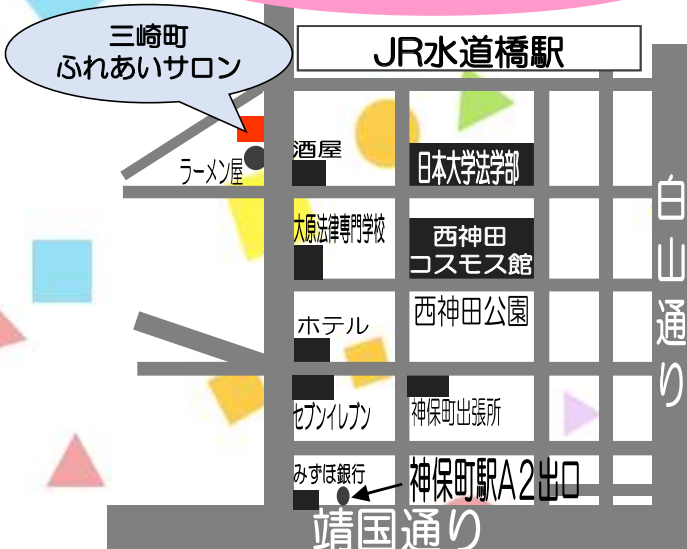 三崎町
ふれあいサロン
JR水道橋駅
酒屋
ラーメン屋
日本大学法学部
大原法律専門学校
西神田
コスモス館
白山通り
ホテル
西神田公園
セブンイレブン
神保町出張所
みずほ銀行
神保町駅A2出口
靖国通り